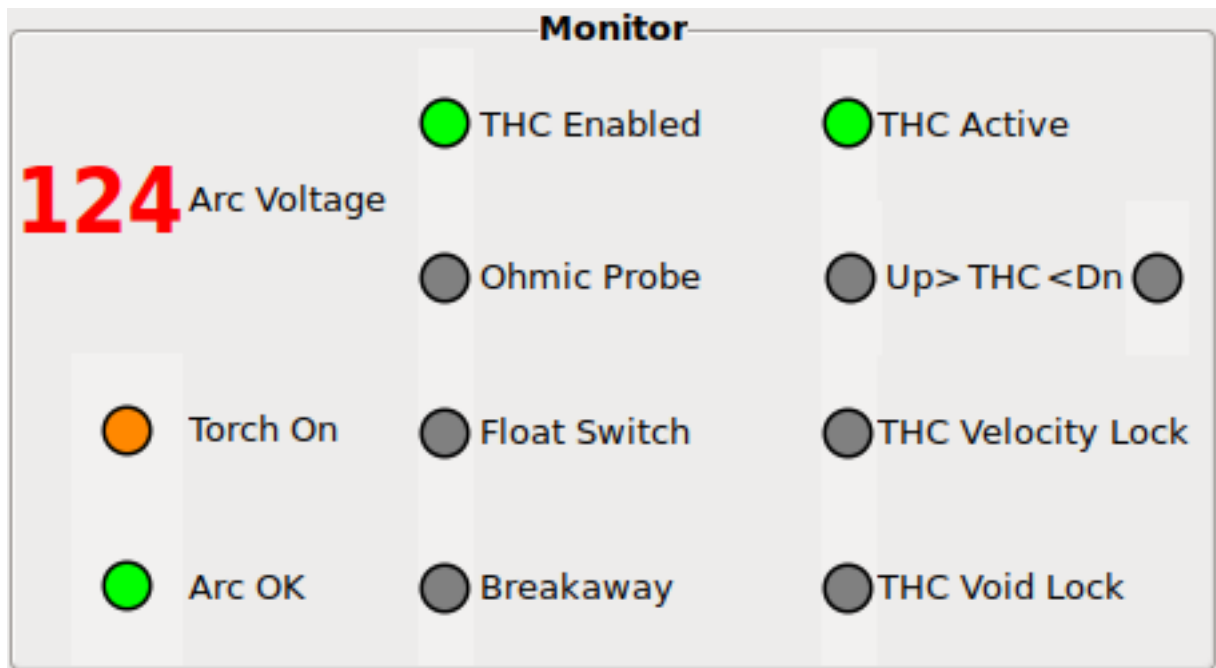 Monitor
THC Enabled
THC Active
124 Arc Voltage
Ohmic Probe
Up> THC <Dn
Torch On
Float Switch
THC Velocity Lock
Arc OK
Breakaway
THC Void Lock